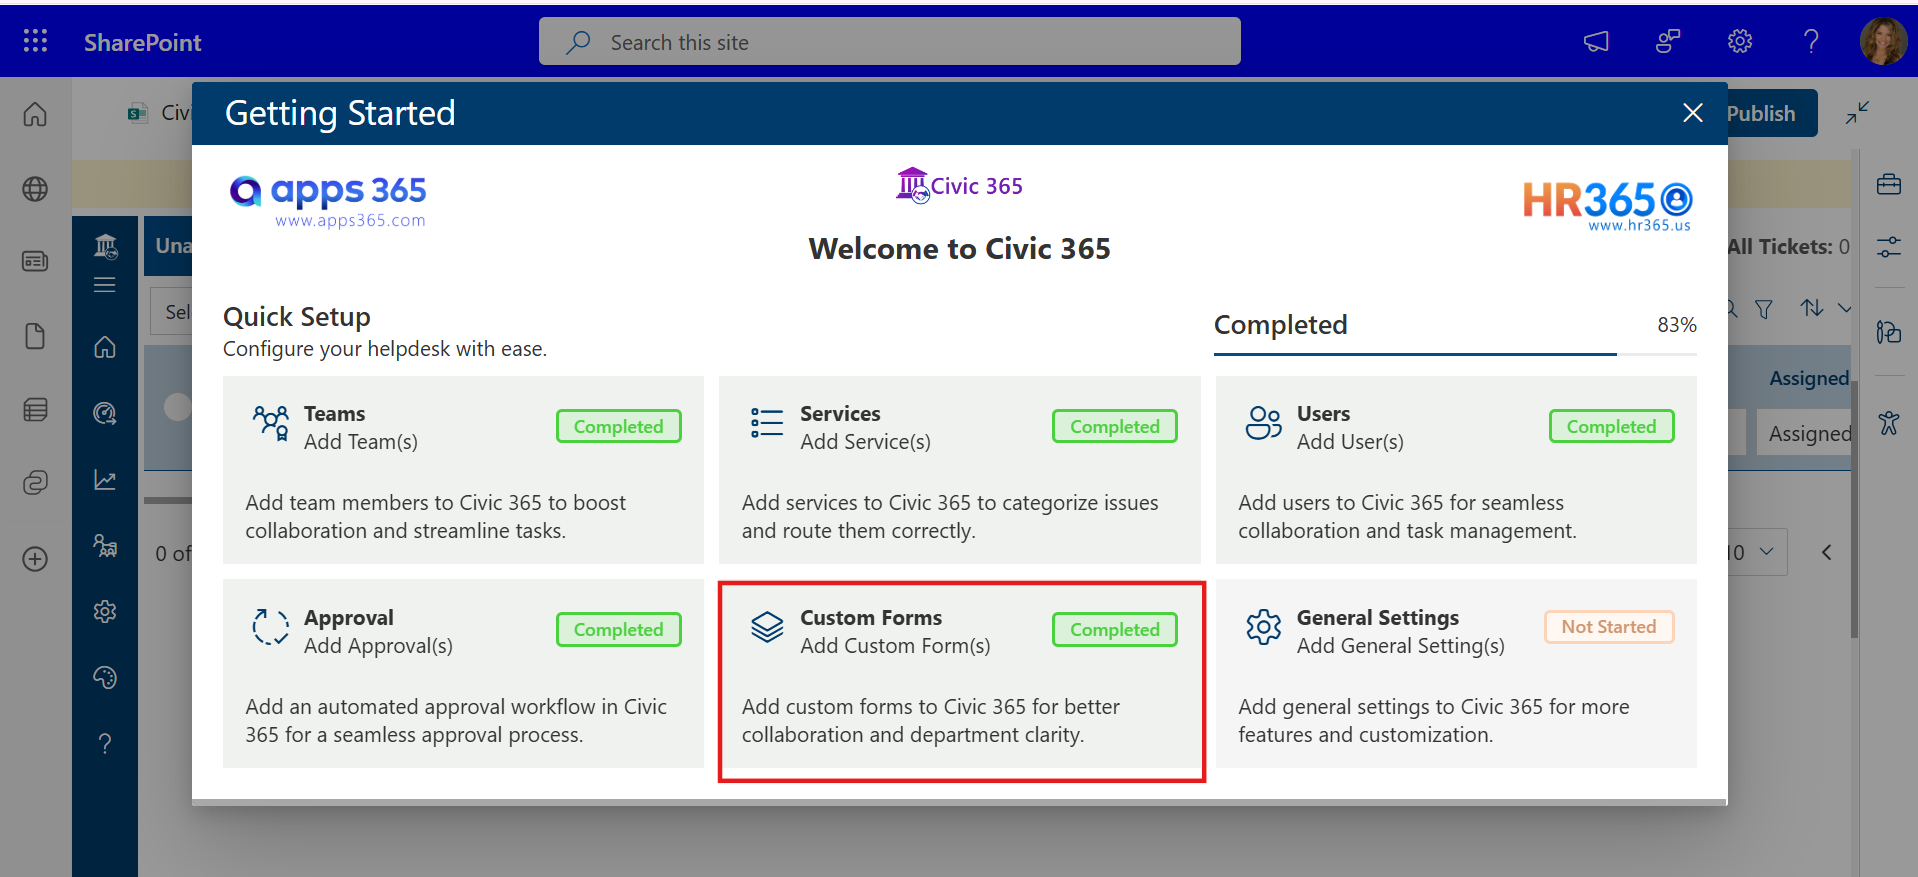 SharePoint
Search this site
Civi
Getting Started
Publish
apps 365
www.apps365.com
Civic 365
HR365
www.hr365.us
Welcome to Civic 365
Una
All Tickets: 0
Sel
Quick Setup
Configure your helpdesk with ease.
Completed
83%
Assigned
Assigned
Teams
Add Team(s)
Completed
Add team members to Civic 365 to boost
collaboration and streamline tasks.
Services
Add Service(s)
Completed
Add services to Civic 365 to categorize issues
and route them correctly.
Users
Add User(s)
Completed
Add users to Civic 365 for seamless
collaboration and task management.
0 of
10
Approval
Add Approval(s)
Completed
Add an automated approval workflow in Civic
365 for a seamless approval process.
Custom Forms
Add Custom Form(s)
Completed
Add custom forms to Civic 365 for better
collaboration and department clarity.
General Settings
Add General Setting(s)
Not Started
Add general settings to Civic 365 for more
features and customization.